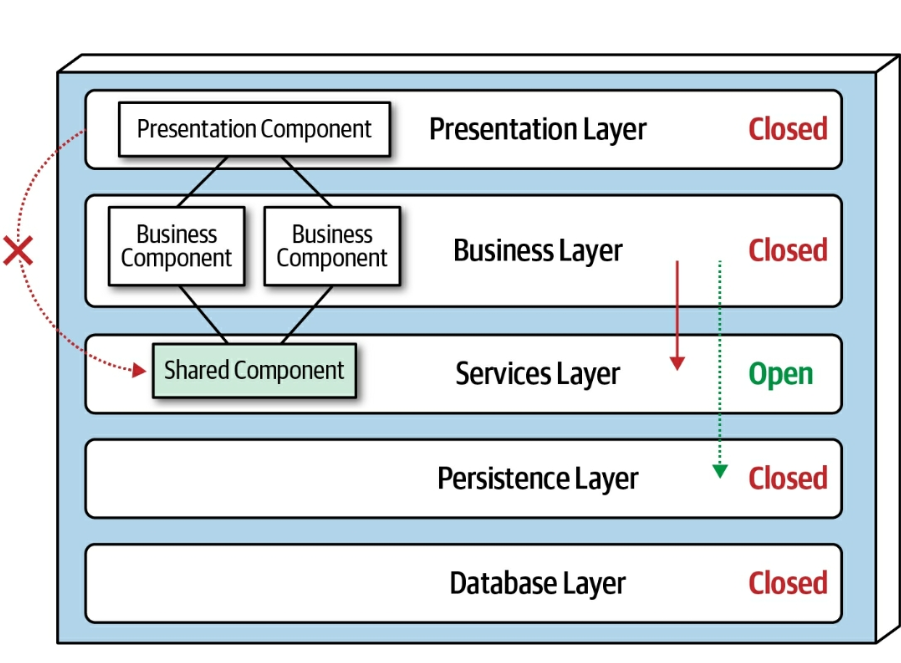 Presentation Component
Presentation Layer
Closed
Business
Component
Business
Component
Business Layer
Closed
Shared Component
Services Layer
Open
Persistence Layer
Closed
Database Layer
Closed